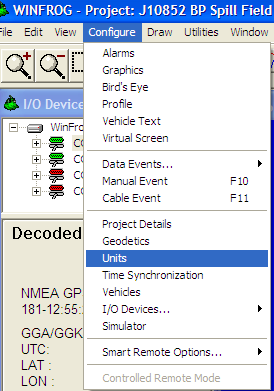 WINFROG - Project: J10852 BP Spill Field
File Edit View Configure Draw Utilities Window
Alarms
Graphics
Bird's Eye
Profile
Vehicle Text
Virtual Screen
Data Events...
Manual Event F10
Cable Event F11
Project Details
Geodetics
Units
Time Synchronization
Vehicles
I/O Devices...
Simulator
Smart Remote Options...
Controlled Remote Mode
I/O Device
WinFro
CO
CO
CO
CO
Decoded
NMEA GP
181-12:55:
GGA/GGK
UTC:
LAT :
LON :